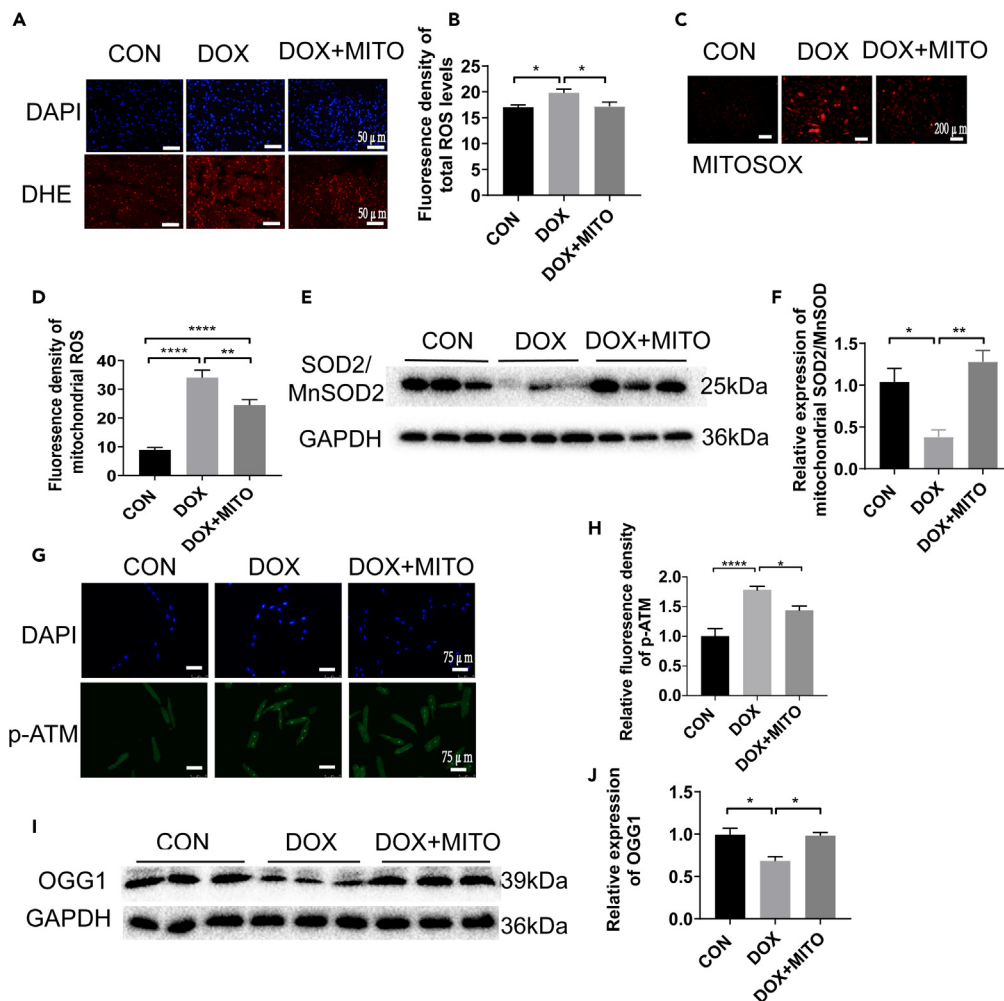 A
CON DOX DOX+MITO
DAPI
50 μm
DHE
50 μm
B
Fluoresence density of
total ROS levels
25
20
15
10
5
0
* *
CON
DOX
DOX+MITO
C
CON DOX DOX+MITO
200 μm
MITOSOX
D
Fluoresence density of
mitochondrial ROS
40
30
20
10
0
****
**** **
CON
DOX
DOX+MITO
E
CON DOX DOX+MITO
SOD2/
MnSOD2
25kDa
GAPDH
36kDa
F
Relative expression of
mitochondrial SOD2/MnSOD
1.5
1.0
0.5
0.0
* **
CON
DOX
DOX+MITO
G
CON DOX DOX+MITO
DAPI
75 μm
p-ATM
75 μm
H
Relative fluoresence density
of p-ATM
2.0
1.5
1.0
0.5
0.0
**** *
CON
DOX
DOX+MITO
I
CON DOX DOX+MITO
OGG1
39kDa
GAPDH
36kDa
J
Relative expression
of OGG1
1.5
1.0
0.5
0.0
* *
CON
DOX
DOX+MITO